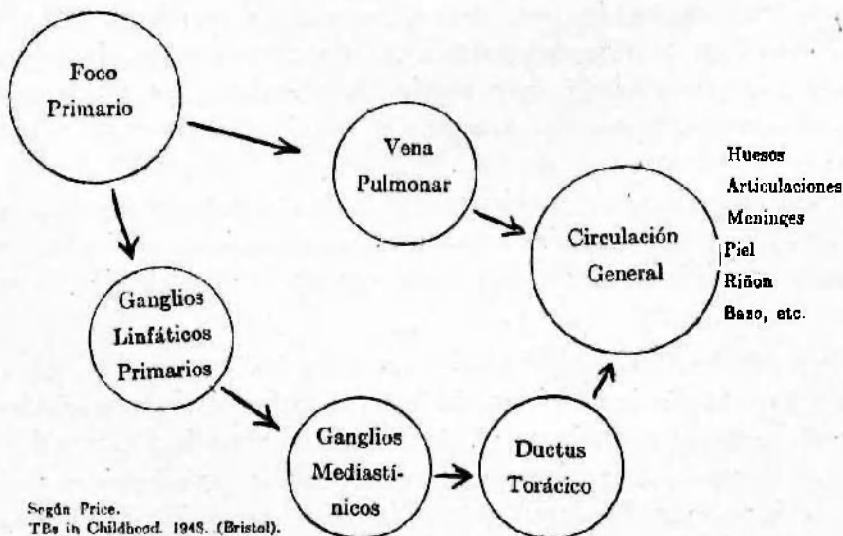 Foco
Primario
Vena
Pulmonar
Huesos
Articulaciones
Meninges
Piel
Riñon
Bazo, etc.
Circulación
General
Ganglios
Linfáticos
Primarios
Ganglios
Mediastí-
nicos
Ductus
Torácico
Según Price.
TBs in Childhood. 1948. (Bristol).